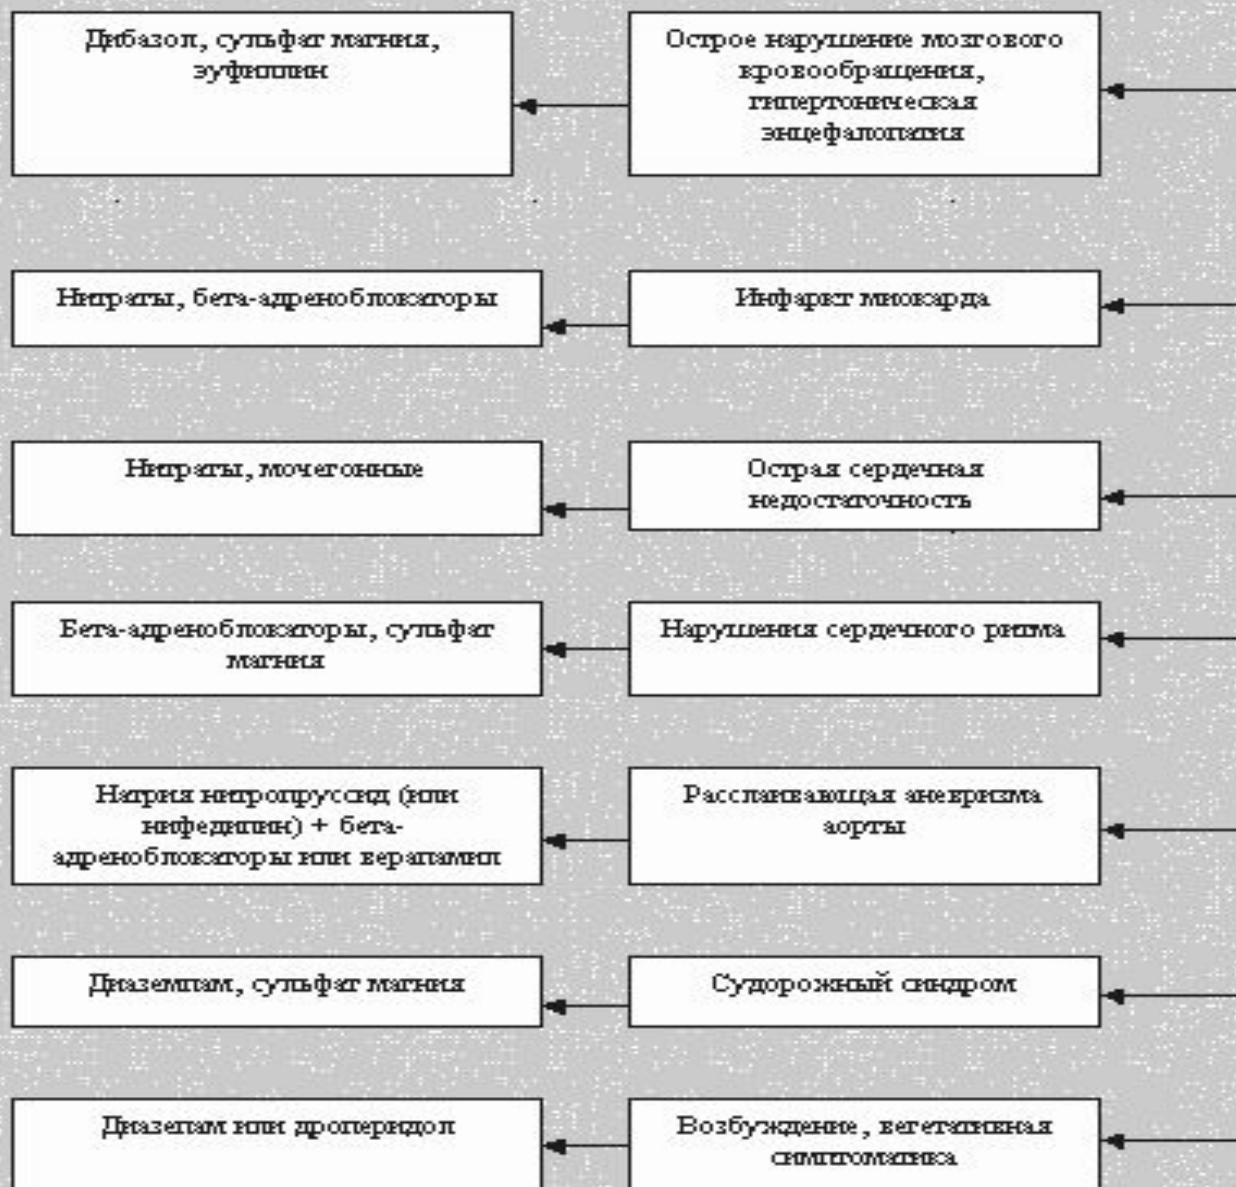 Дибазол, сульфат магния,
эуфиллин
Острое нарушение мозгового
кровообращения,
гипертоническая
энцефалопатия
Нитраты, бета-адреноблокаторы
Инфаркт миокарда
Нитраты, мочегонные
Острая сердечная
недостаточность
Бета-адреноблокаторы, сульфат
магния
Нарушения сердечного ритма
Натрия нитропруссид (или
нифедипин) + бета-
адреноблокаторы или верапамил
Расслаивающая аневризма
аорты
Диаземпам, сульфат магния
Судорожный синдром
Диазепам или дроперидол
Возбуждение, вегетативная
симптоматика